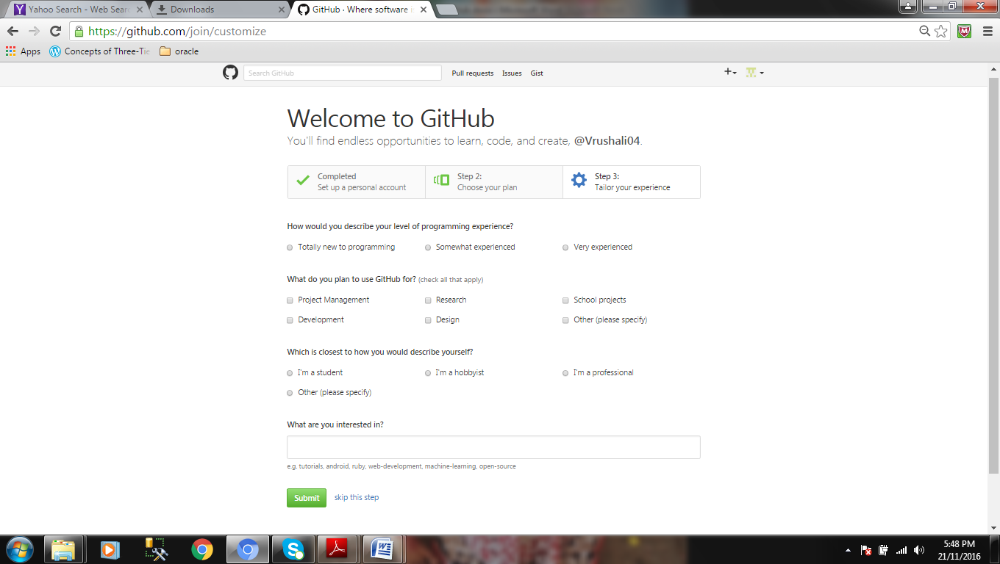 Yahoo Search - Web Sear
Downloads
GitHub · Where software i
https://github.com/join/customize
Apps
Concepts of Three-Tie
oracle
Search GitHub
Pull requests
Issues
Gist
Welcome to GitHub
You'll find endless opportunities to learn, code, and create, @Vrushali04.
Completed
Set up a personal account
Step 2:
Choose your plan
Step 3:
Tailor your experience
How would you describe your level of programming experience?
Totally new to programming
Somewhat experienced
Very experienced
What do you plan to use GitHub for? (check all that apply)
Project Management
Research
School projects
Development
Design
Other (please specify)
Which is closest to how you would describe yourself?
I'm a student
I'm a hobbyist
I'm a professional
Other (please specify)
What are you interested in?
e.g. tutorials, android, ruby, web-development, machine-learning, open-source
Submit
skip this step
5:48 PM
21/11/2016